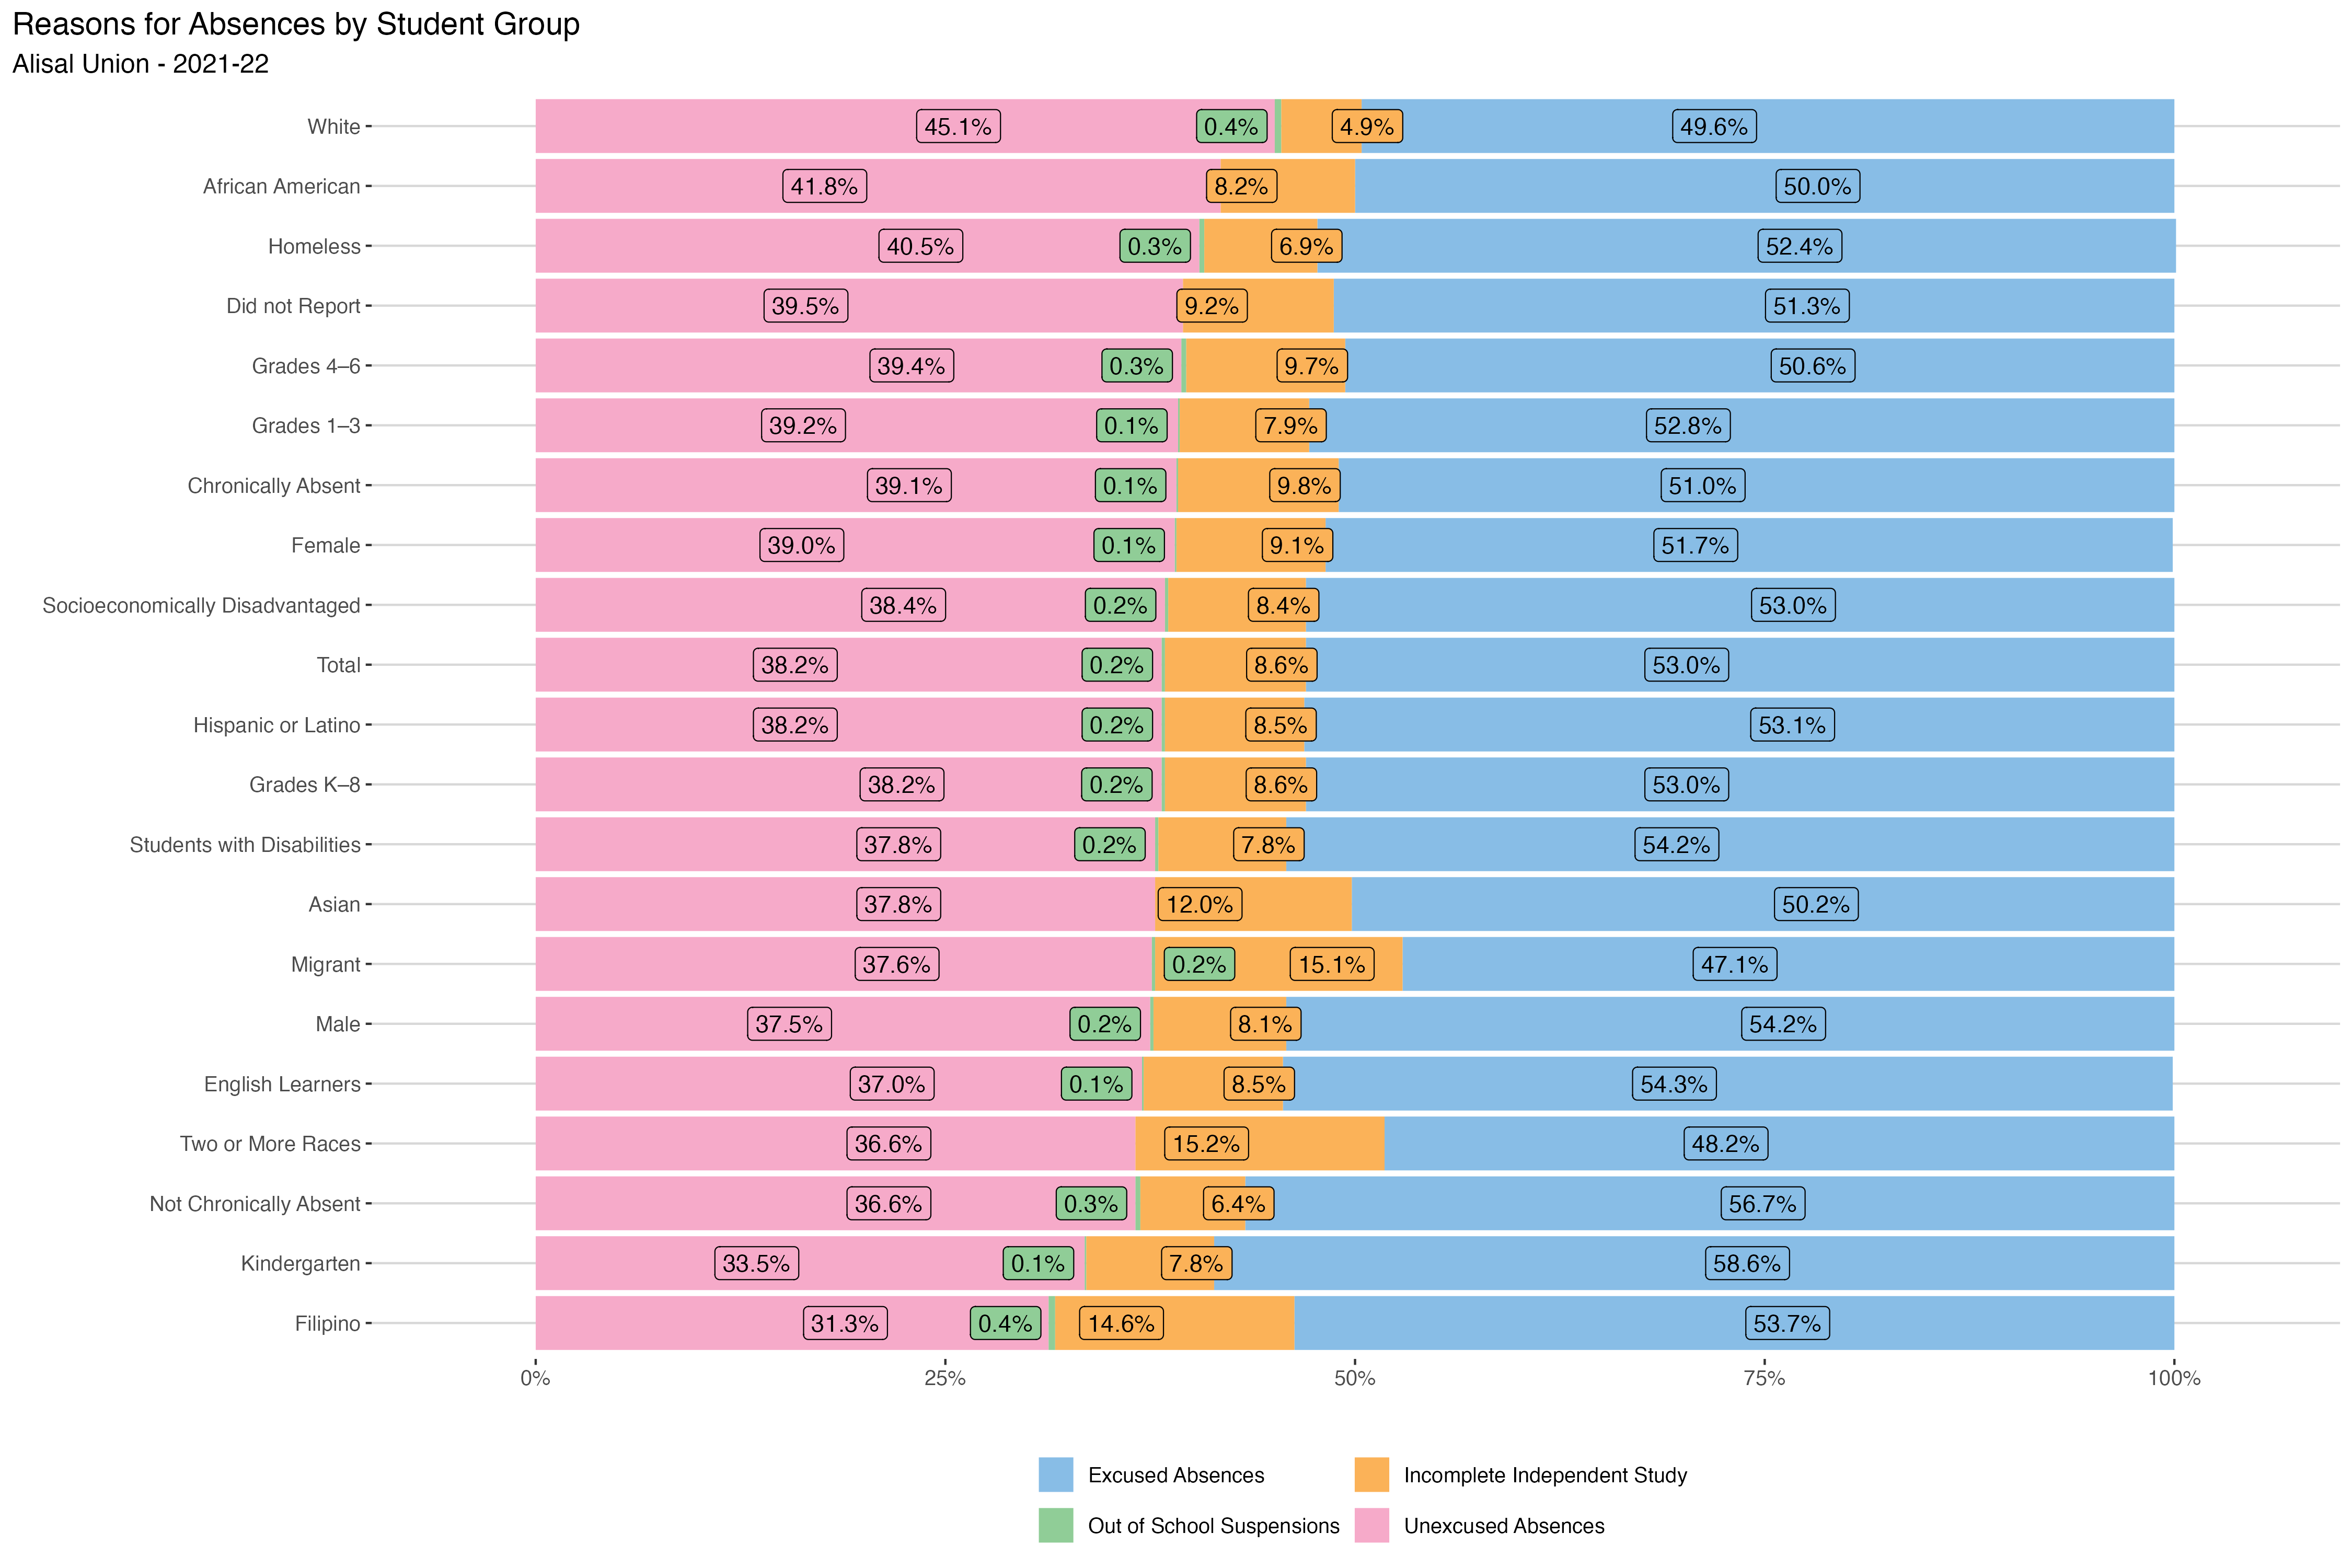 Reasons for Absences by Student Group
Alisal Union - 2021-22
White 45.1% 0.4% 4.9% 49.6%
African American 41.8% 8.2% 50.0%
Homeless 40.5% 0.3% 6.9% 52.4%
Did not Report 39.5% 9.2% 51.3%
Grades 4–6 39.4% 0.3% 9.7% 50.6%
Grades 1–3 39.2% 0.1% 7.9% 52.8%
Chronically Absent 39.1% 0.1% 9.8% 51.0%
Female 39.0% 0.1% 9.1% 51.7%
Socioeconomically Disadvantaged 38.4% 0.2% 8.4% 53.0%
Total 38.2% 0.2% 8.6% 53.0%
Hispanic or Latino 38.2% 0.2% 8.5% 53.1%
Grades K–8 38.2% 0.2% 8.6% 53.0%
Students with Disabilities 37.8% 0.2% 7.8% 54.2%
Asian 37.8% 12.0% 50.2%
Migrant 37.6% 0.2% 15.1% 47.1%
Male 37.5% 0.2% 8.1% 54.2%
English Learners 37.0% 0.1% 8.5% 54.3%
Two or More Races 36.6% 15.2% 48.2%
Not Chronically Absent 36.6% 0.3% 6.4% 56.7%
Kindergarten 33.5% 0.1% 7.8% 58.6%
Filipino 31.3% 0.4% 14.6% 53.7%
0% 25% 50% 75% 100%
Excused Absences Incomplete Independent Study
Out of School Suspensions Unexcused Absences